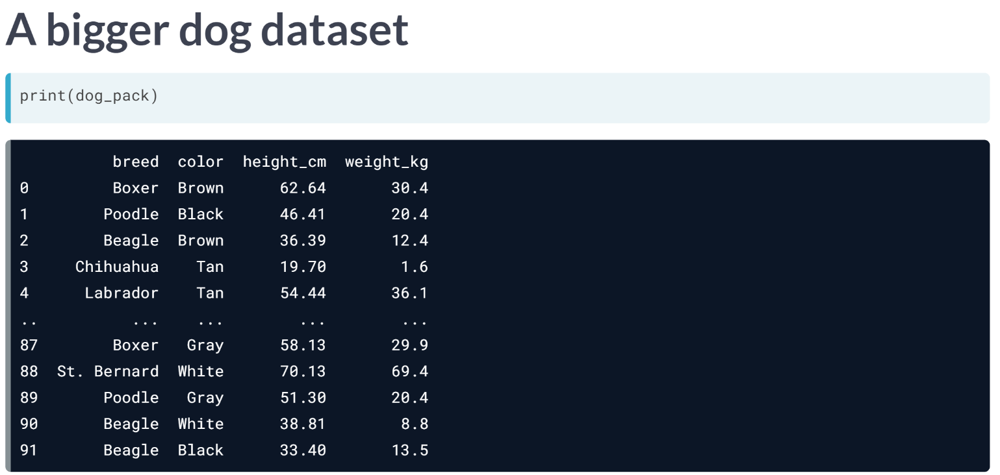 A bigger dog dataset
print(dog_pack)
breed color height_cm weight_kg
0 Boxer Brown 62.64 30.4
1 Poodle Black 46.41 20.4
2 Beagle Brown 36.39 12.4
3 Chihuahua Tan 19.70 1.6
4 Labrador Tan 54.44 36.1
.. ... ... ... ...
87 Boxer Gray 58.13 29.9
88 St. Bernard White 70.13 69.4
89 Poodle Gray 51.30 20.4
90 Beagle White 38.81 8.8
91 Beagle Black 33.40 13.5